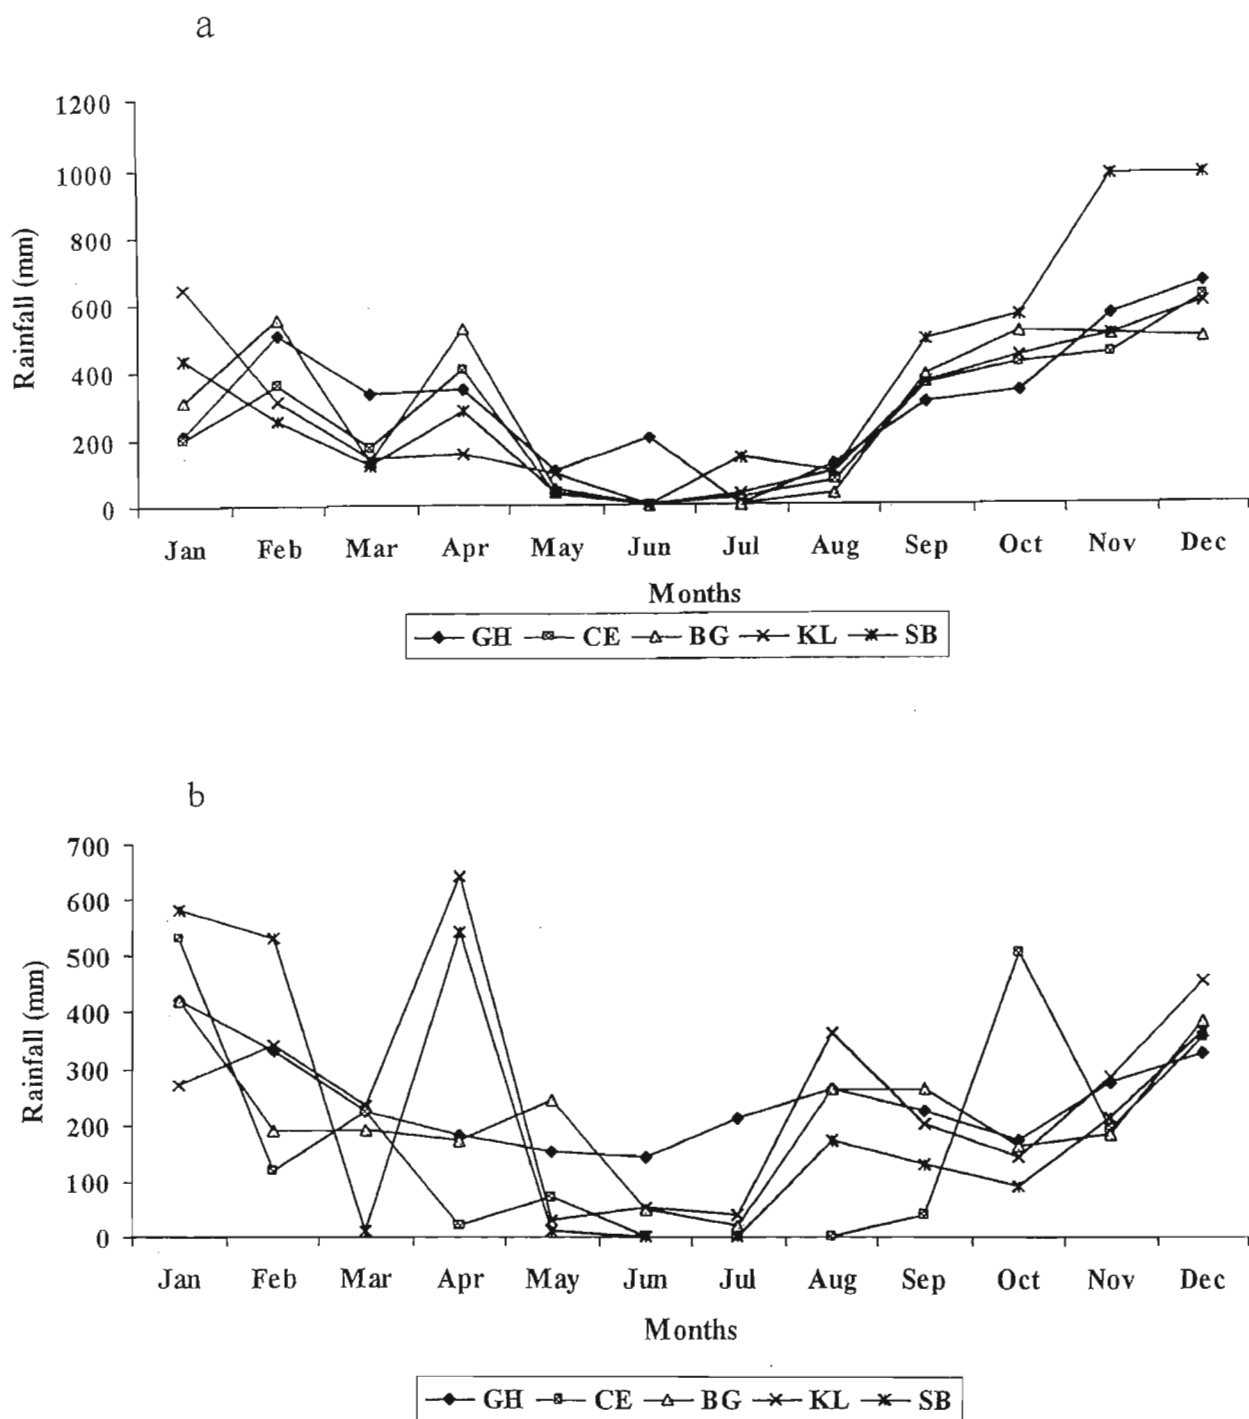 a
1200
1000
800
600
400
200
0
Rainfall (mm)
Jan Feb Mar Apr May Jun Jul Aug Sep Oct Nov Dec
Months
GH CE BG KL SB
b
700
600
500
400
300
200
100
0
Rainfall (mm)
Jan Feb Mar Apr May Jun Jul Aug Sep Oct Nov Dec
Months
GH CE BG KL SB